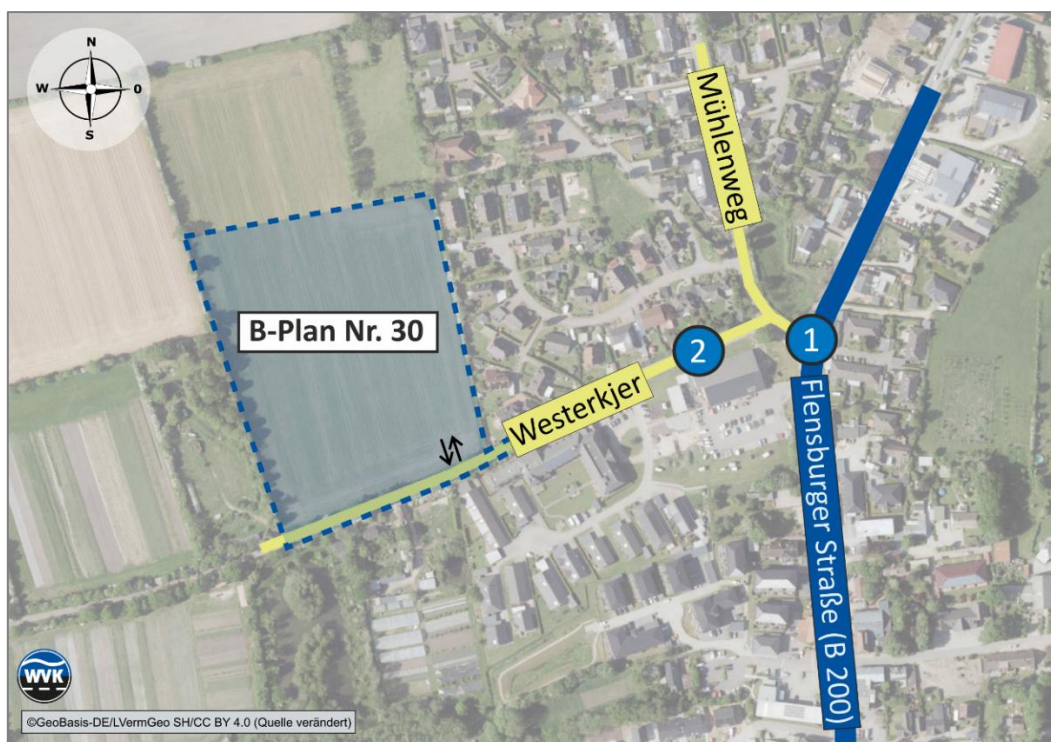 N
W
O
S
Mühlenweg
B-Plan Nr. 30
1
2
Westerkjer
Flensburger Straße (B 200)
WVK
©GeoBasis-DE/LVermGeo SH/CC BY 4.0 (Quelle verändert)